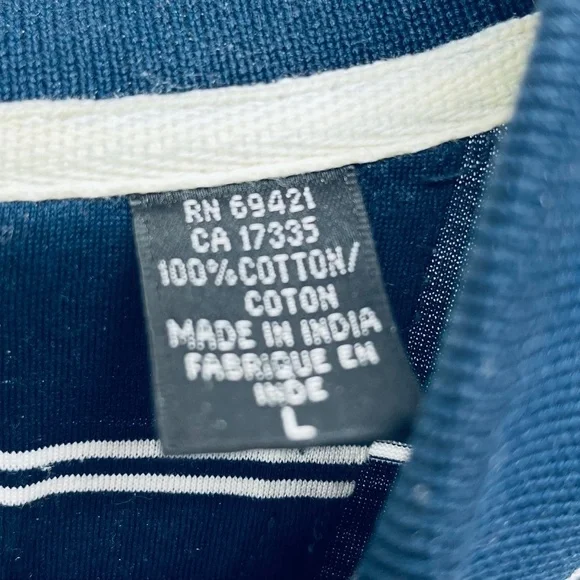 RN 69421
CA 17335
100%COTTON/
COTON
MADE IN INDIA
FABRIQUE EN
INDE
L